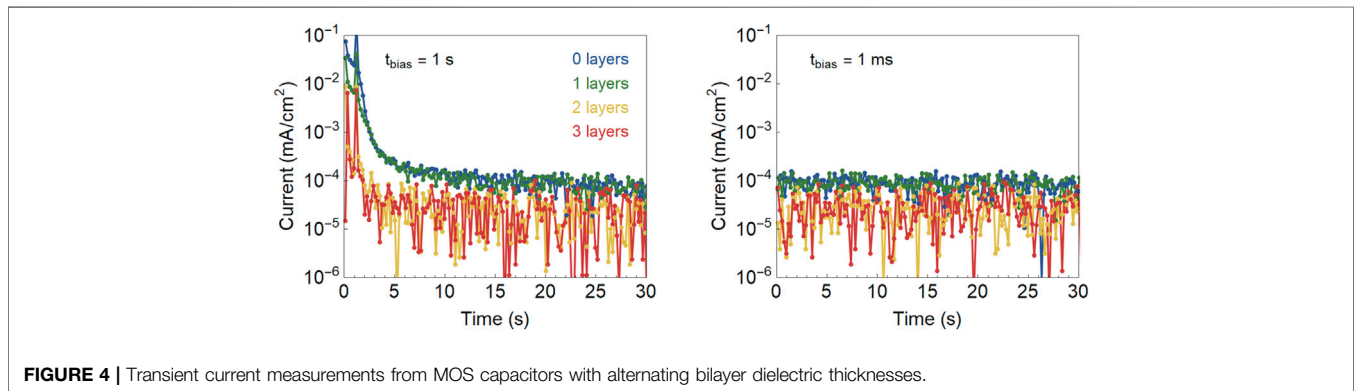 10⁻¹
10⁻²
10⁻³
10⁻⁴
10⁻⁵
10⁻⁶
Current (mA/cm²)
t_bias = 1 s
0 layers
1 layers
2 layers
3 layers
0 5 10 15 20 25 30
Time (s)
10⁻¹
10⁻²
10⁻³
10⁻⁴
10⁻⁵
10⁻⁶
Current (mA/cm²)
t_bias = 1 ms
0 5 10 15 20 25 30
Time (s)
FIGURE 4 | Transient current measurements from MOS capacitors with alternating bilayer dielectric thicknesses.